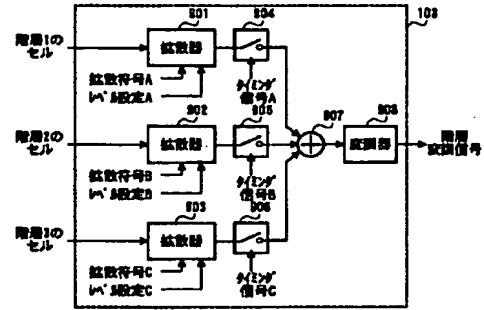 801
804
103
階層1の
セル
拡散器
拡散符号A
レベル設定A
タイミング
信号A
802
805
807
808
階層2の
セル
拡散器
変調器
階層
変調信号
拡散符号B
レベル設定B
タイミング
信号B
803
806
階層3の
セル
拡散器
拡散符号C
レベル設定C
タイミング
信号C